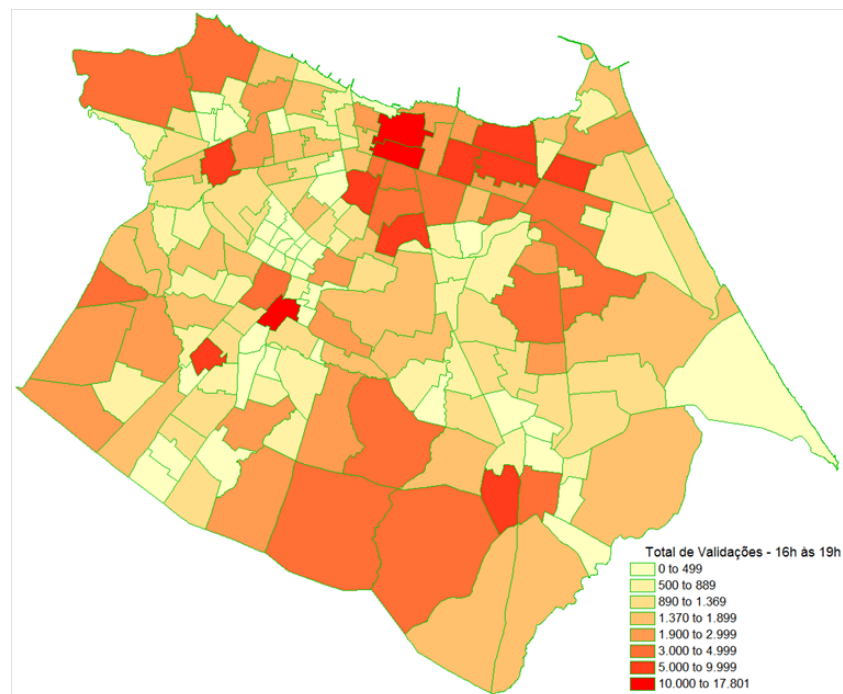 Total de Validações - 16h às 19h
0 to 499
500 to 889
890 to 1.369
1.370 to 1.899
1.900 to 2.999
3.000 to 4.999
5.000 to 9.999
10.000 to 17.801